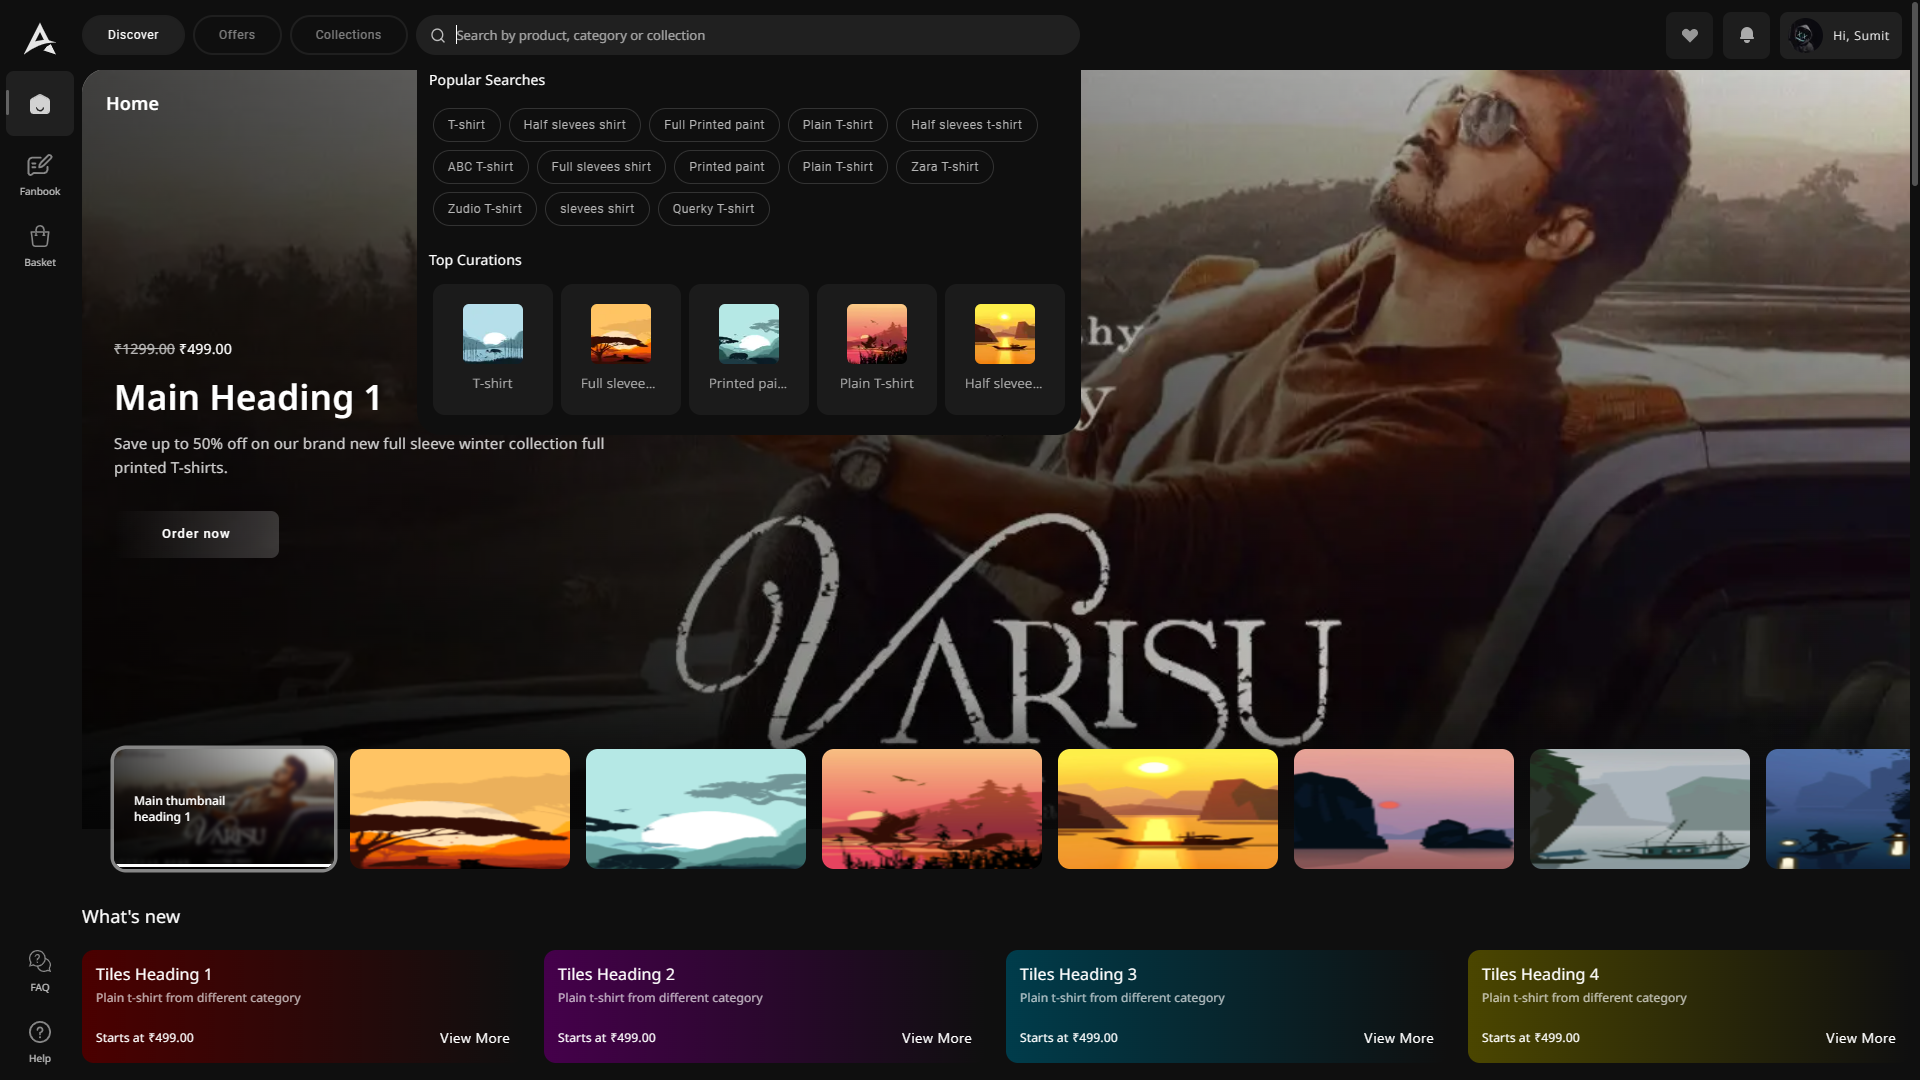 Discover
Offers
Collections
Search by product, category or collection
Hi, Sumit
Home
Fanbook
Basket
Popular Searches
T-shirt
Half slevees shirt
Full Printed paint
Plain T-shirt
Half slevees t-shirt
ABC T-shirt
Full slevees shirt
Printed paint
Plain T-shirt
Zara T-shirt
Zudio T-shirt
slevees shirt
Querky T-shirt
Top Curations
T-shirt
Full slevee...
Printed pai...
Plain T-shirt
Half slevee...
hy
y
₹1299.00 ₹499.00
Main Heading 1
Save up to 50% off on our brand new full sleeve winter collection full
printed T-shirts.
Order now
VARISU
Main thumbnail
heading 1
VARISU
What's new
Tiles Heading 1
Plain t-shirt from different category
Starts at ₹499.00
View More
Tiles Heading 2
Plain t-shirt from different category
Starts at ₹499.00
View More
Tiles Heading 3
Plain t-shirt from different category
Starts at ₹499.00
View More
Tiles Heading 4
Plain t-shirt from different category
Starts at ₹499.00
View More
FAQ
Help